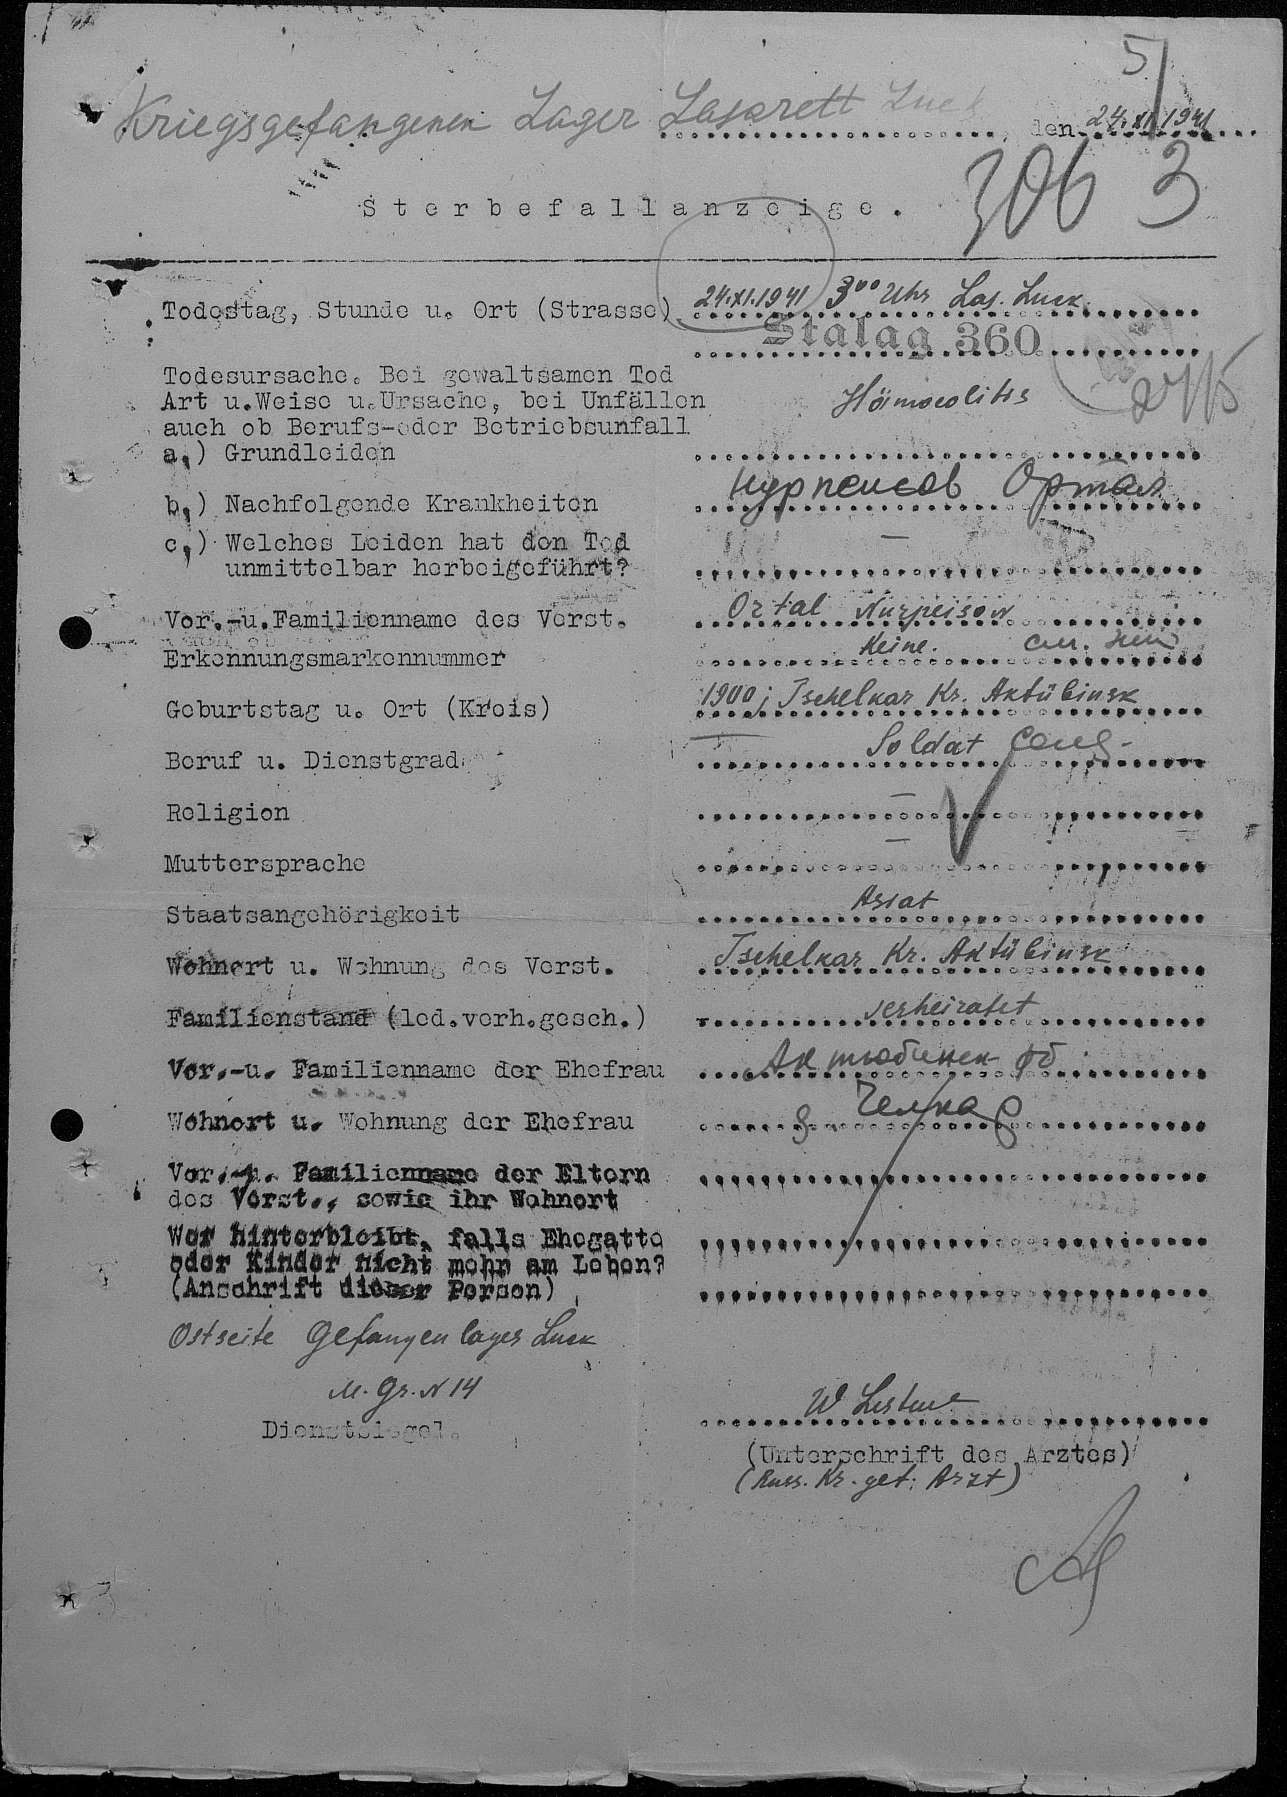 5
Kriegsgefangenen Lager Lasarett Luck, den 24.XI.1941
306 3
Sterbefallanzeige.
Todestag, Stunde u. Ort (Strasse) 24.XI.1941 3⁰⁰ Uhr Las. Luck.
Stalag 360
Todesursache. Bei gewaltsamen Tod
Art u.Weise u.Ursache, bei Unfällen
auch ob Berufs-oder Betriebsunfall
a.) Grundleiden
b.) Nachfolgende Krankheiten Нурпеисов Ортал
c.) Welches Leiden hat den Tod –
unmittelbar herbeigeführt?
Vor.-u.Familienname des Verst. Ortal Nurpeisow
Erkennungsmarkennummer Keine.
Geburtstag u. Ort (Kreis) 1900; Tschelkar Kr. Aktübinsk
Beruf u. Dienstgrad Soldat
Religion –
Muttersprache –
Staatsangehörigkeit Asiat
Wohnort u. Wohnung des Verst. Tschelkar Kr. Aktübinsk
Familienstand (led.verh.gesch.) verheiratet
Vor.-u. Familienname der Ehefrau Актюбинск об
Wohnort u. Wohnung der Ehefrau Челкар
Vor.-u. Familienname der Eltern
des Verst., sowie ihr Wohnort
Wer hinterbleibt, falls Ehegatte
oder Kinder nicht mehr am Leben?
(Anschrift dieser Person)
Ostseite Gefangenlager Luck
M. Gr. N 14
Dienstsiegel.
(Unterschrift des Arztes)
(Russ. Kr. gef. Arzt)